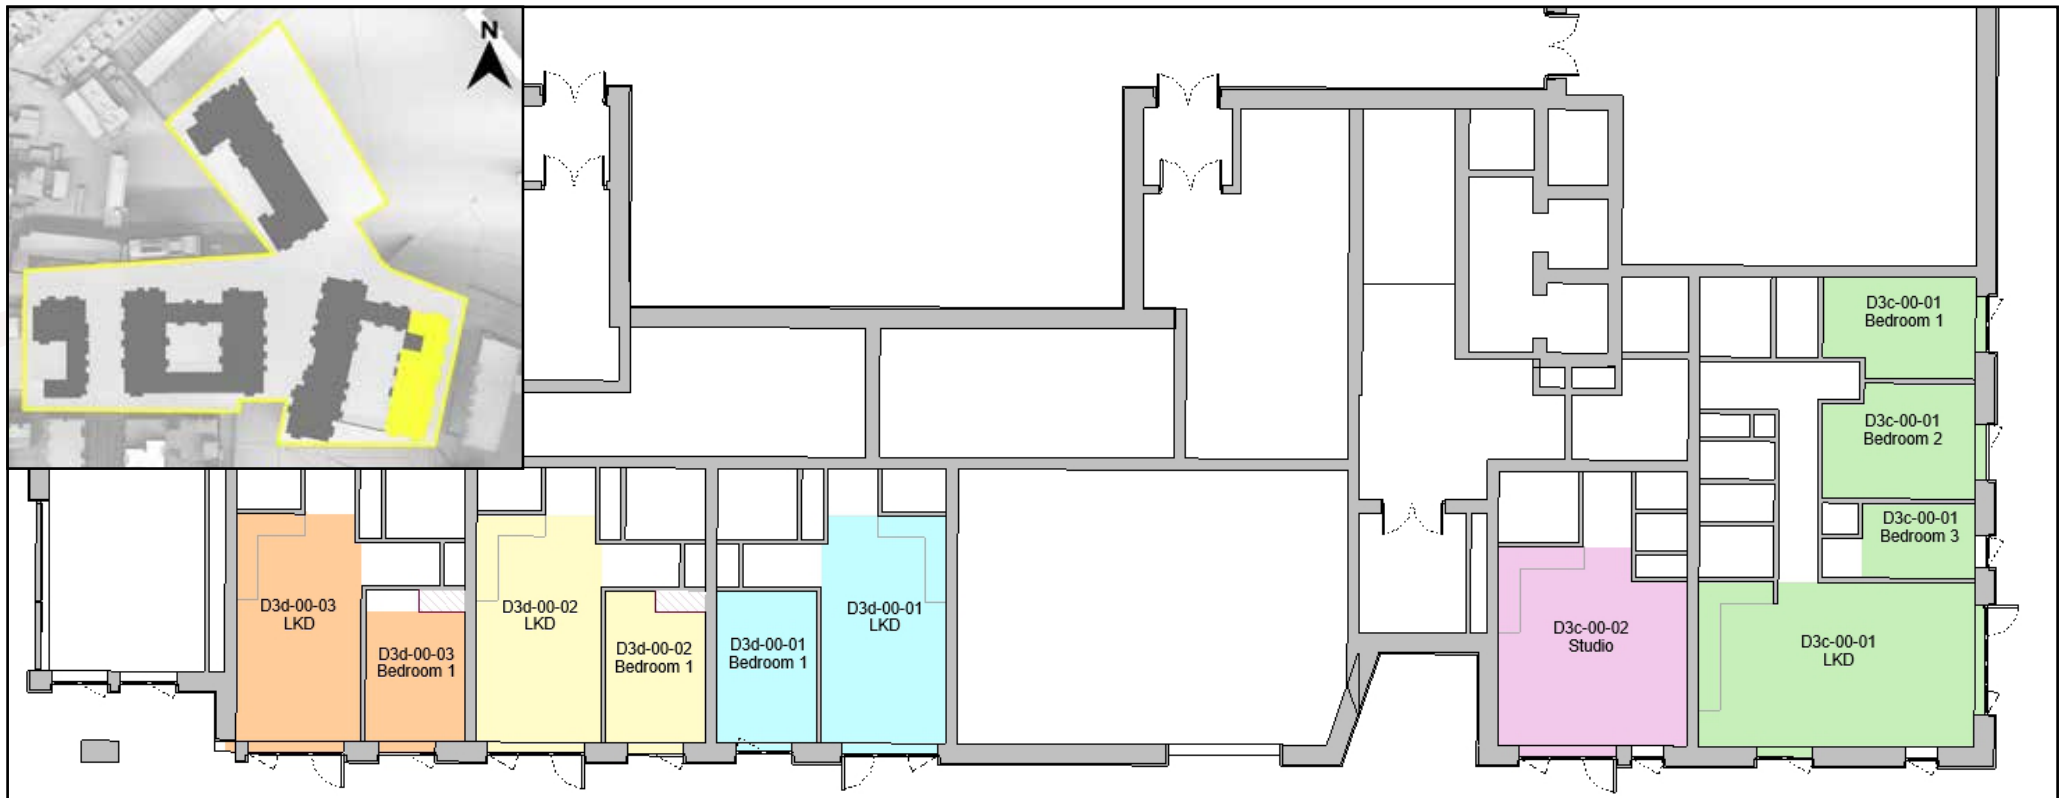 N
D3c-00-01
Bedroom 1
D3c-00-01
Bedroom 2
D3c-00-01
Bedroom 3
D3d-00-03
LKD
D3d-00-03
Bedroom 1
D3d-00-02
LKD
D3d-00-02
Bedroom 1
D3d-00-01
Bedroom 1
D3d-00-01
LKD
D3c-00-02
Studio
D3c-00-01
LKD